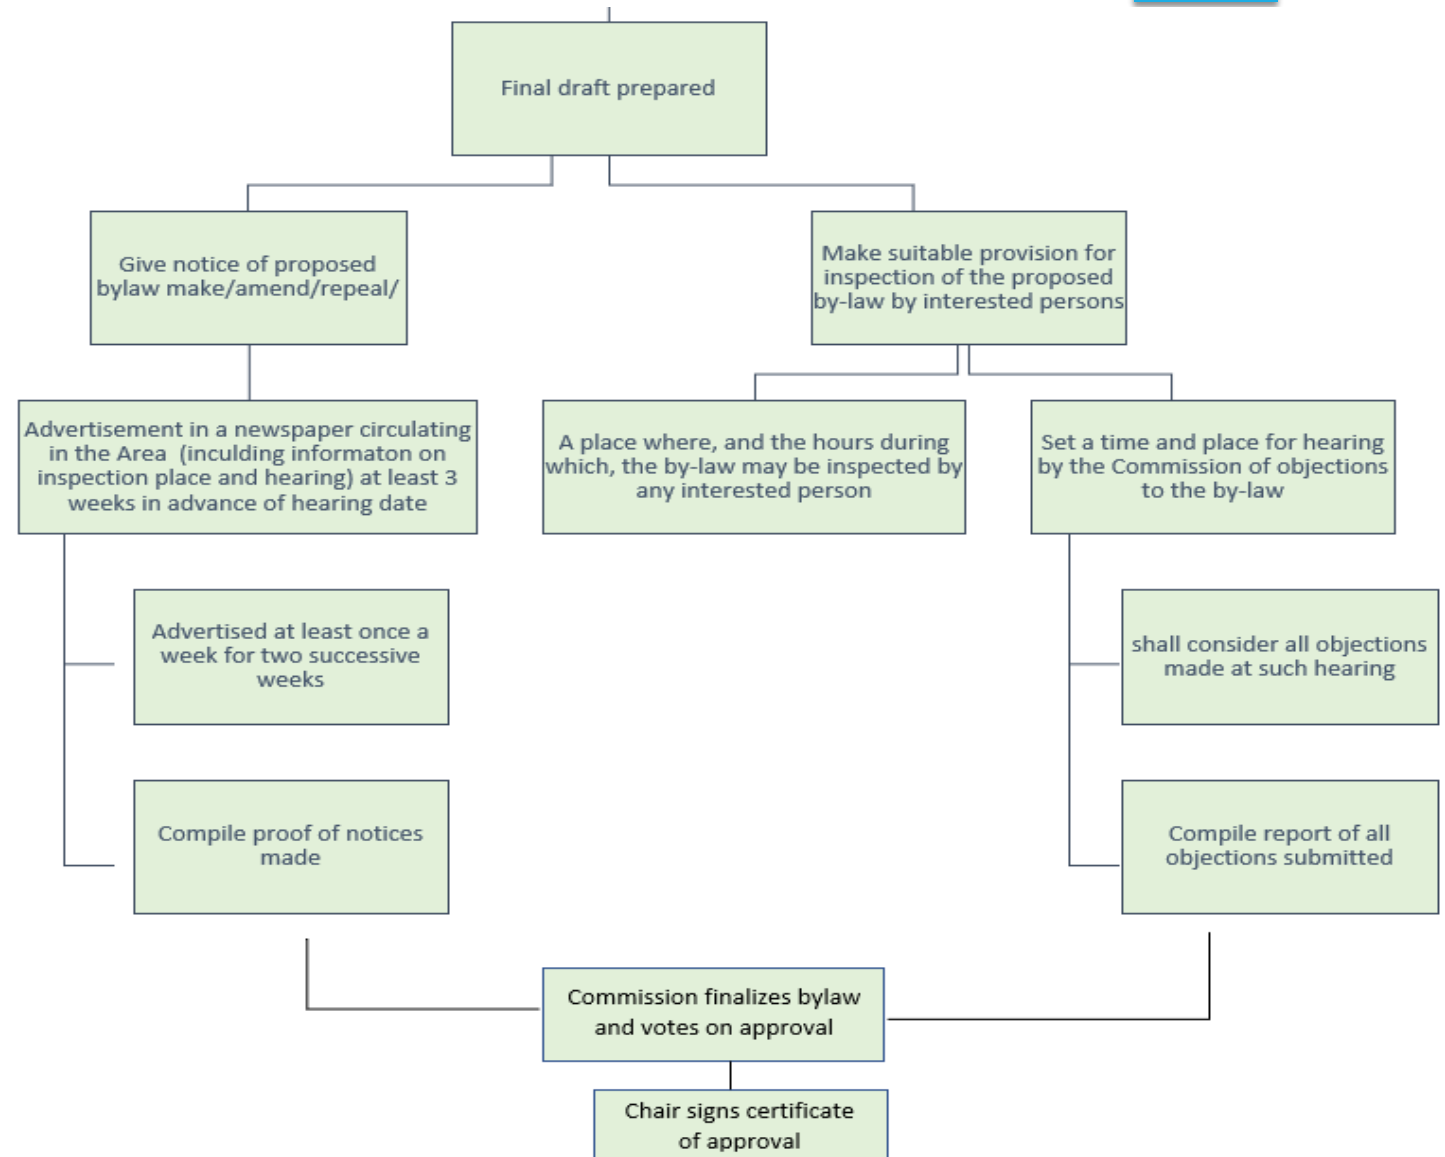 Final draft prepared
Give notice of proposed
bylaw make/amend/repeal/
Make suitable provision for
inspection of the proposed
by-law by interested persons
Advertisement in a newspaper circulating
in the Area  (inculding informaton on
inspection place and hearing) at least 3
weeks in advance of hearing date
A place where, and the hours during
which, the by-law may be inspected by
any interested person
Set a time and place for hearing
by the Commission of objections
to the by-law
Advertised at least once a
week for two successive
weeks
shall consider all objections
made at such hearing
Compile proof of notices
made
Compile report of all
objections submitted
Commission finalizes bylaw
and votes on approval
Chair signs certificate
of approval